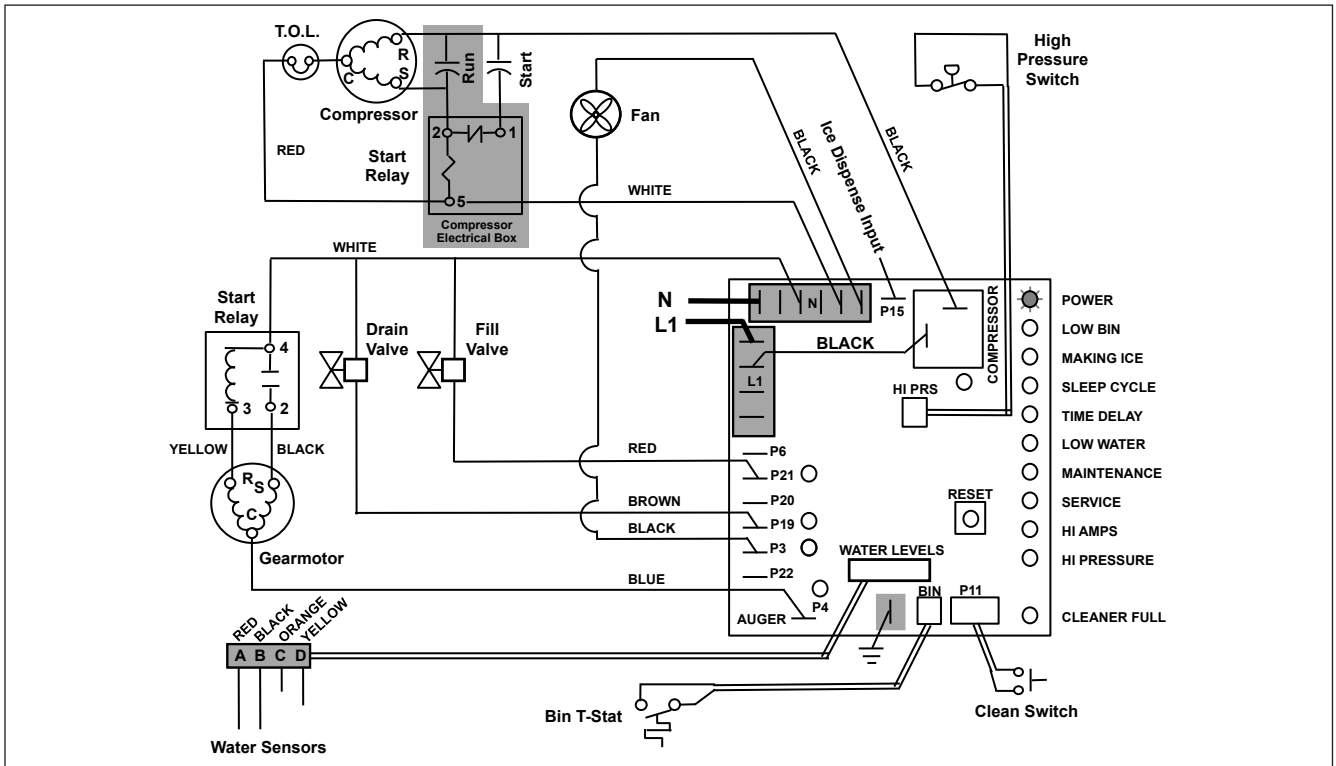 T.O.L.
C
R
S
Compressor
Run
Start
RED
Start
Relay
2
1
5
Compressor
Electrical Box
Fan
BLACK
Ice Dispense Input
BLACK
High
Pressure
Switch
WHITE
WHITE
Start
Relay
4
3
2
YELLOW
BLACK
R
S
C
Gearmotor
Drain
Valve
Fill
Valve
N
L1
N
P15
BLACK
L1
COMPRESSOR
HI PRS
POWER
LOW BIN
MAKING ICE
SLEEP CYCLE
TIME DELAY
LOW WATER
MAINTENANCE
SERVICE
HI AMPS
HI PRESSURE
CLEANER FULL
RED
BROWN
BLACK
BLUE
P6
P21
P20
P19
P3
P22
P4
AUGER
RESET
WATER LEVELS
BIN
P11
RED
BLACK
ORANGE
YELLOW
A B C D
Water Sensors
Bin T-Stat
Clean Switch